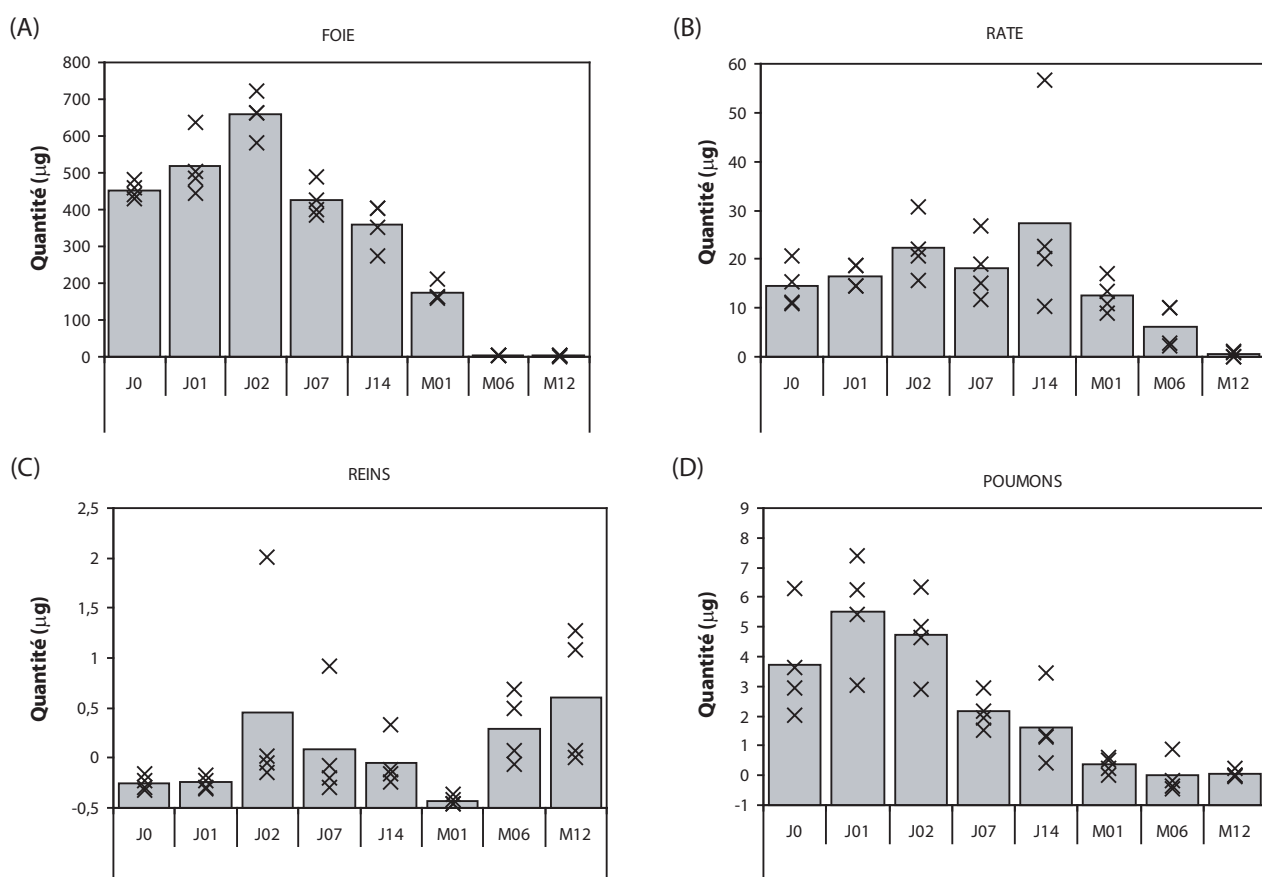 (A)
FOIE
Quantité (µg)
800
700
600
500
400
300
200
100
0
J0 J01 J02 J07 J14 M01 M06 M12
(B)
RATE
Quantité (µg)
60
50
40
30
20
10
0
J0 J01 J02 J07 J14 M01 M06 M12
(C)
REINS
Quantité (µg)
2,5
2
1,5
1
0,5
0
-0,5
J0 J01 J02 J07 J14 M01 M06 M12
(D)
POUMONS
Quantité (µg)
9
8
7
6
5
4
3
2
1
0
-1
J0 J01 J02 J07 J14 M01 M06 M12